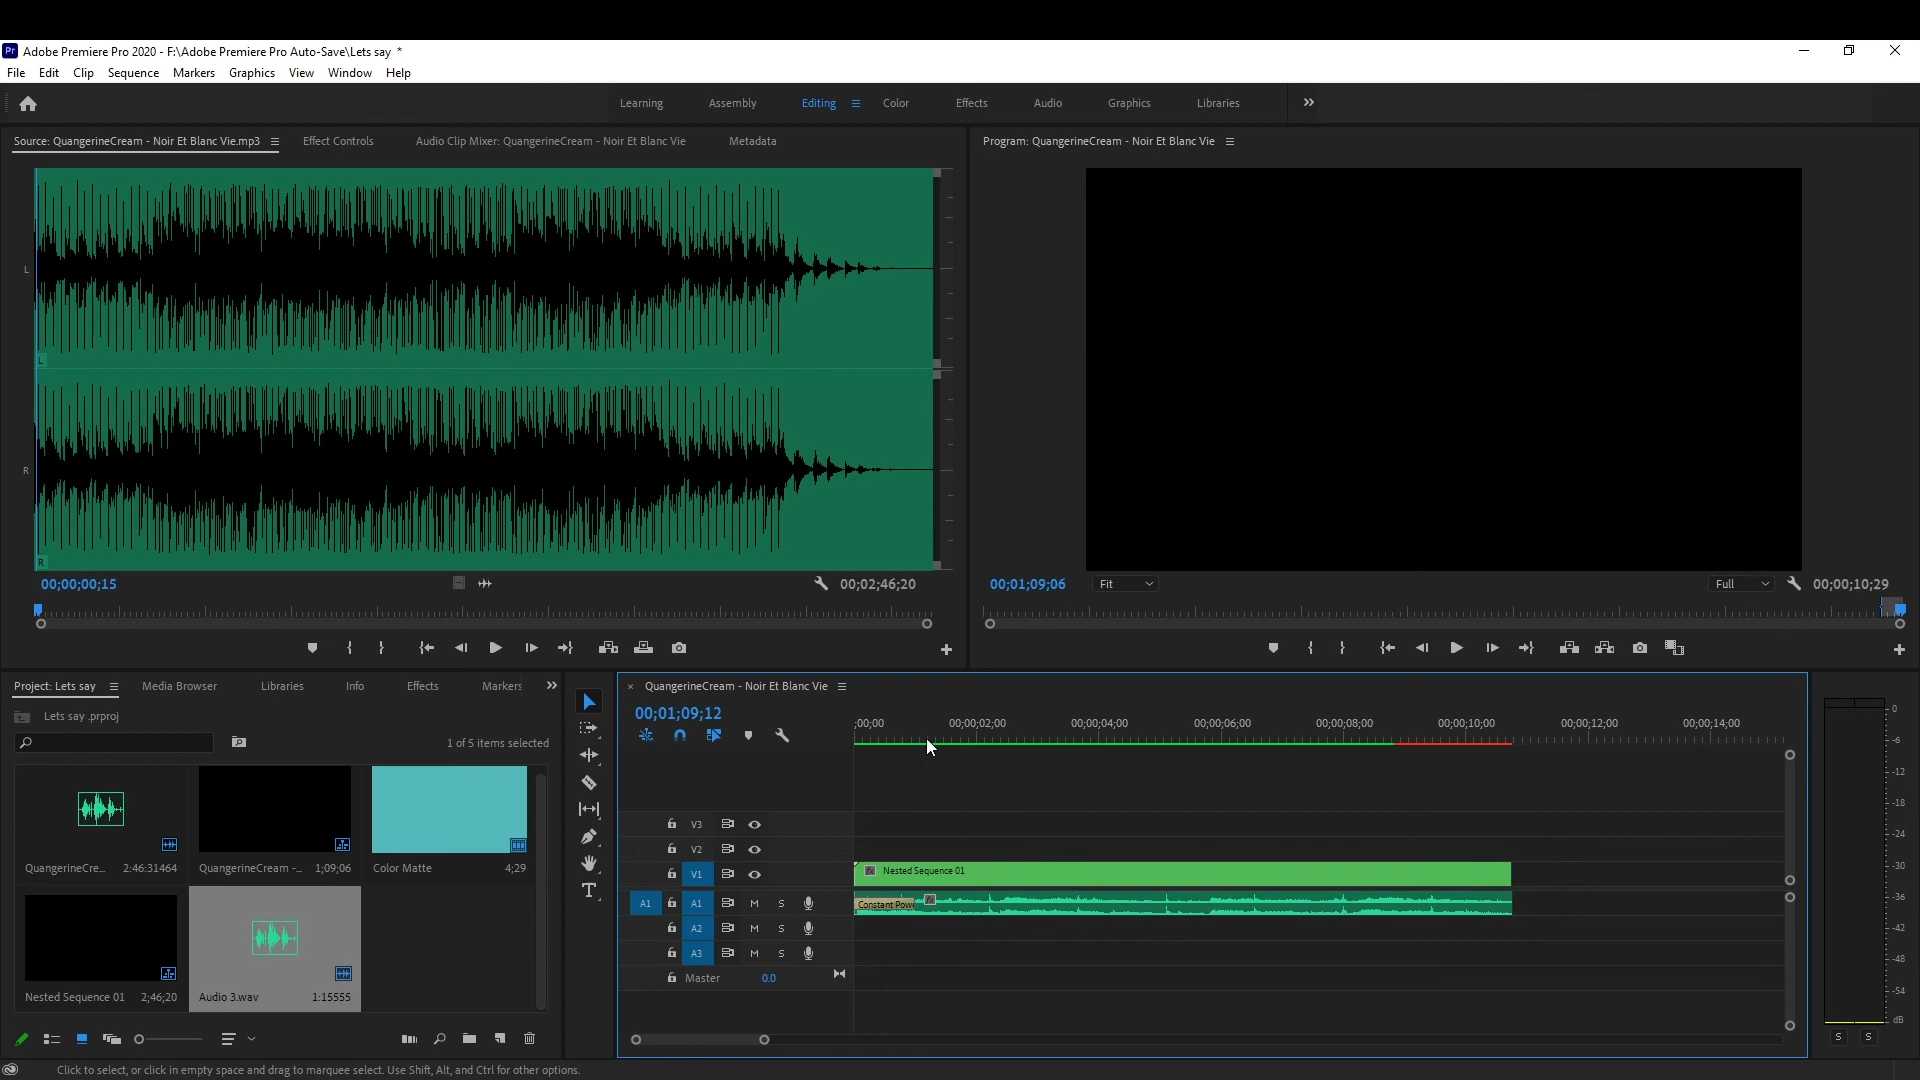 Adobe Premiere Pro 2020 - F:\Adobe Premiere Pro Auto-Save\Lets say *
File Edit Clip Sequence Markers Graphics View Window Help
Learning Assembly Editing Color Effects Audio Graphics Libraries
Source: QuangerineCream - Noir Et Blanc Vie.mp3 Effect Controls Audio Clip Mixer: QuangerineCream - Noir Et Blanc Vie Metadata
Program: QuangerineCream - Noir Et Blanc Vie
L
L
R
R
00;00;00;15 00;02;46;20
00;01;09;06 Fit Full 00;00;10;29
Project: Lets say Media Browser Libraries Info Effects Markers
Lets say .prproj
1 of 5 items selected
QuangerineCre... 2:46:31464
QuangerineCream -... 1;09;06
Color Matte 4;29
Nested Sequence 01 2;46;20
Audio 3.wav 1:15555
QuangerineCream - Noir Et Blanc Vie
00;01;09;12
;00;00 00;00;02;00 00;00;04;00 00;00;06;00 00;00;08;00 00;00;10;00 00;00;12;00 00;00;14;00
V3
V2
V1 fx Nested Sequence 01
A1 A1 M S Constant Powe fx
A2 M S
A3 M S
Master 0.0
0
-6
-12
-18
-24
-30
-36
-42
-48
-54
dB
S S
Click to select, or click in empty space and drag to marquee select. Use Shift, Alt, and Ctrl for other options.